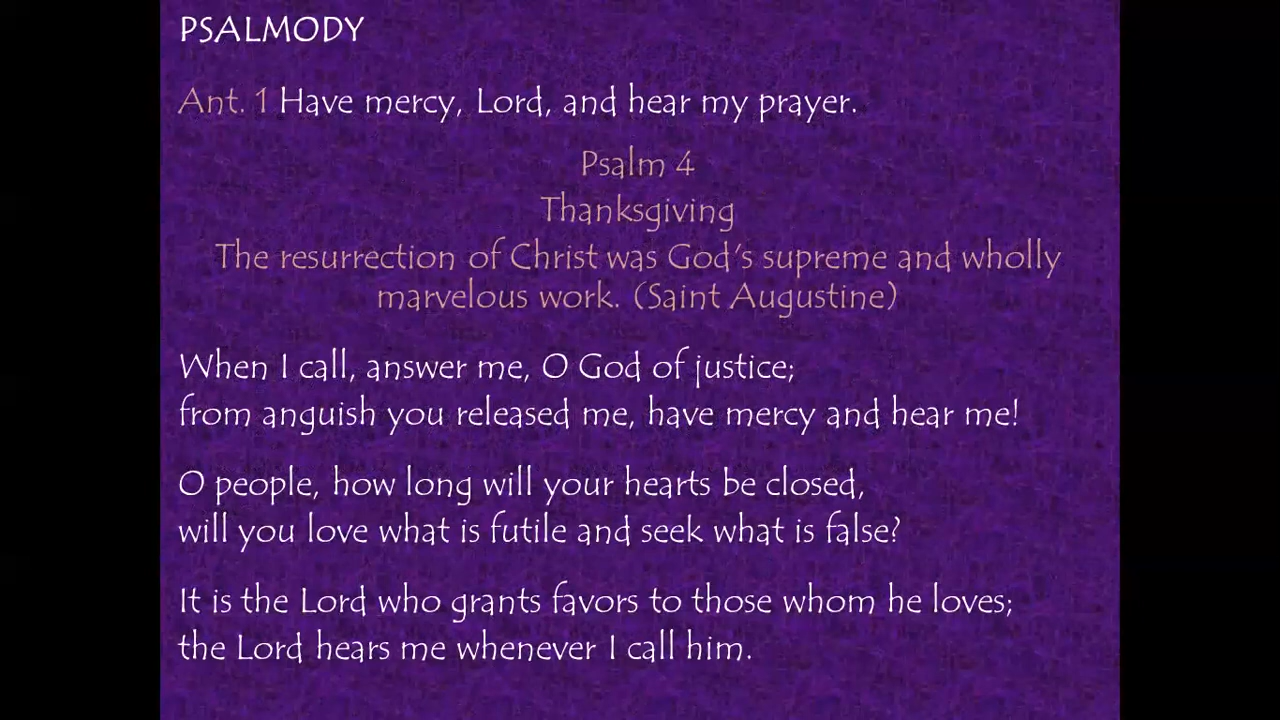 PSALMODY
Ant. 1 Have mercy, Lord, and hear my prayer.
Psalm 4
Thanksgiving
The resurrection of Christ was God's supreme and wholly
marvelous work. (Saint Augustine)
When I call, answer me, O God of justice;
from anguish you released me, have mercy and hear me!
O people, how long will your hearts be closed,
will you love what is futile and seek what is false?
It is the Lord who grants favors to those whom he loves;
the Lord hears me whenever I call him.